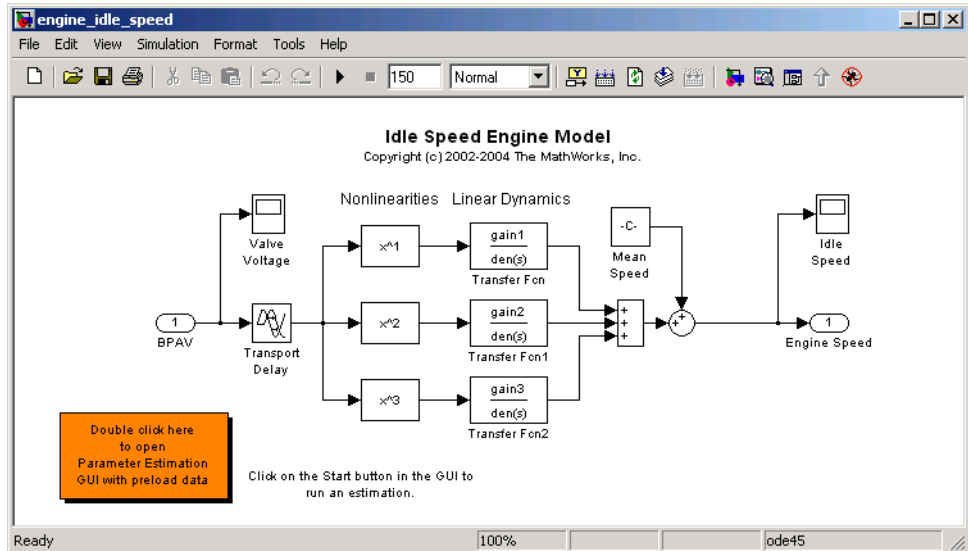 engine_idle_speed
File Edit View Simulation Format Tools Help
150 Normal
Idle Speed Engine Model
Copyright (c) 2002-2004 The MathWorks, Inc.
Nonlinearities Linear Dynamics
Valve
Voltage
x^1
gain1
den(s)
Transfer Fcn
-C-
Mean
Speed
Idle
Speed
1
BPAV
Transport
Delay
x^2
gain2
den(s)
Transfer Fcn1
+
+
+
+
+
1
Engine Speed
x^3
gain3
den(s)
Transfer Fcn2
Double click here
to open
Parameter Estimation
GUI with preload data
Click on the Start button in the GUI to
run an estimation.
Ready 100% ode45